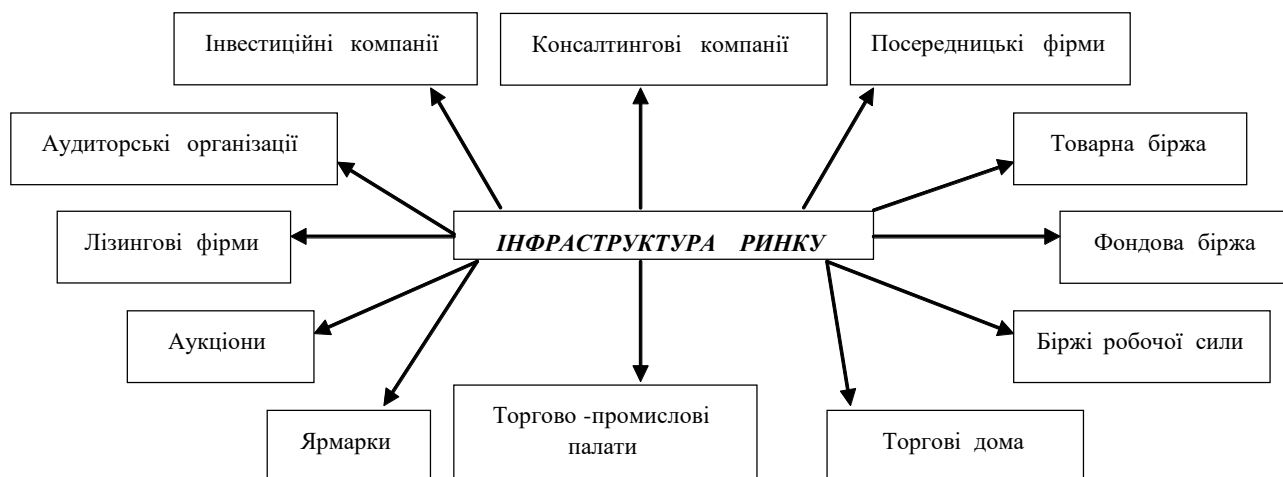 Інвестиційні компанії
Консалтингові компанії
Посередницькі фірми
Аудиторські організації
Товарна біржа
Лізингові фірми
ІНФРАСТРУКТУРА РИНКУ
Фондова біржа
Аукціони
Біржі робочої сили
Ярмарки
Торгово -промислові
палати
Торгові дома